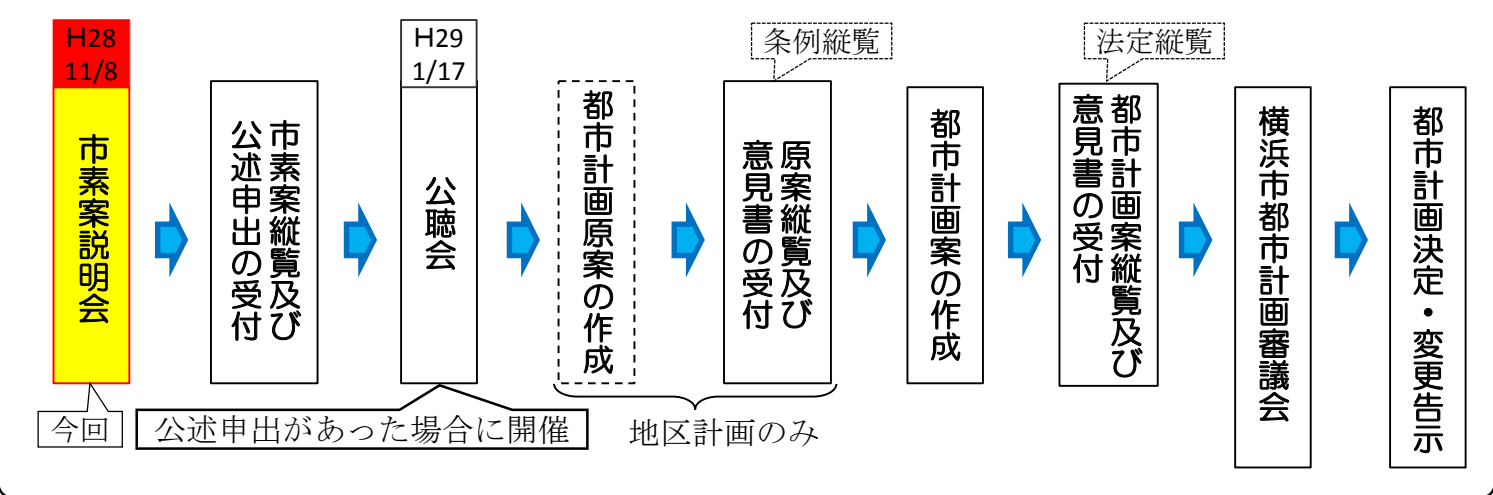 H28
11/8
市素案説明会
今回
市素案縦覧及び
公述申出の受付
H29
1/17
公聴会
公述申出があった場合に開催
都市計画原案の作成
条例縦覧
原案縦覧及び
意見書の受付
地区計画のみ
都市計画案の作成
法定縦覧
都市計画案縦覧及び
意見書の受付
横浜市都市計画審議会
都市計画決定・変更告示